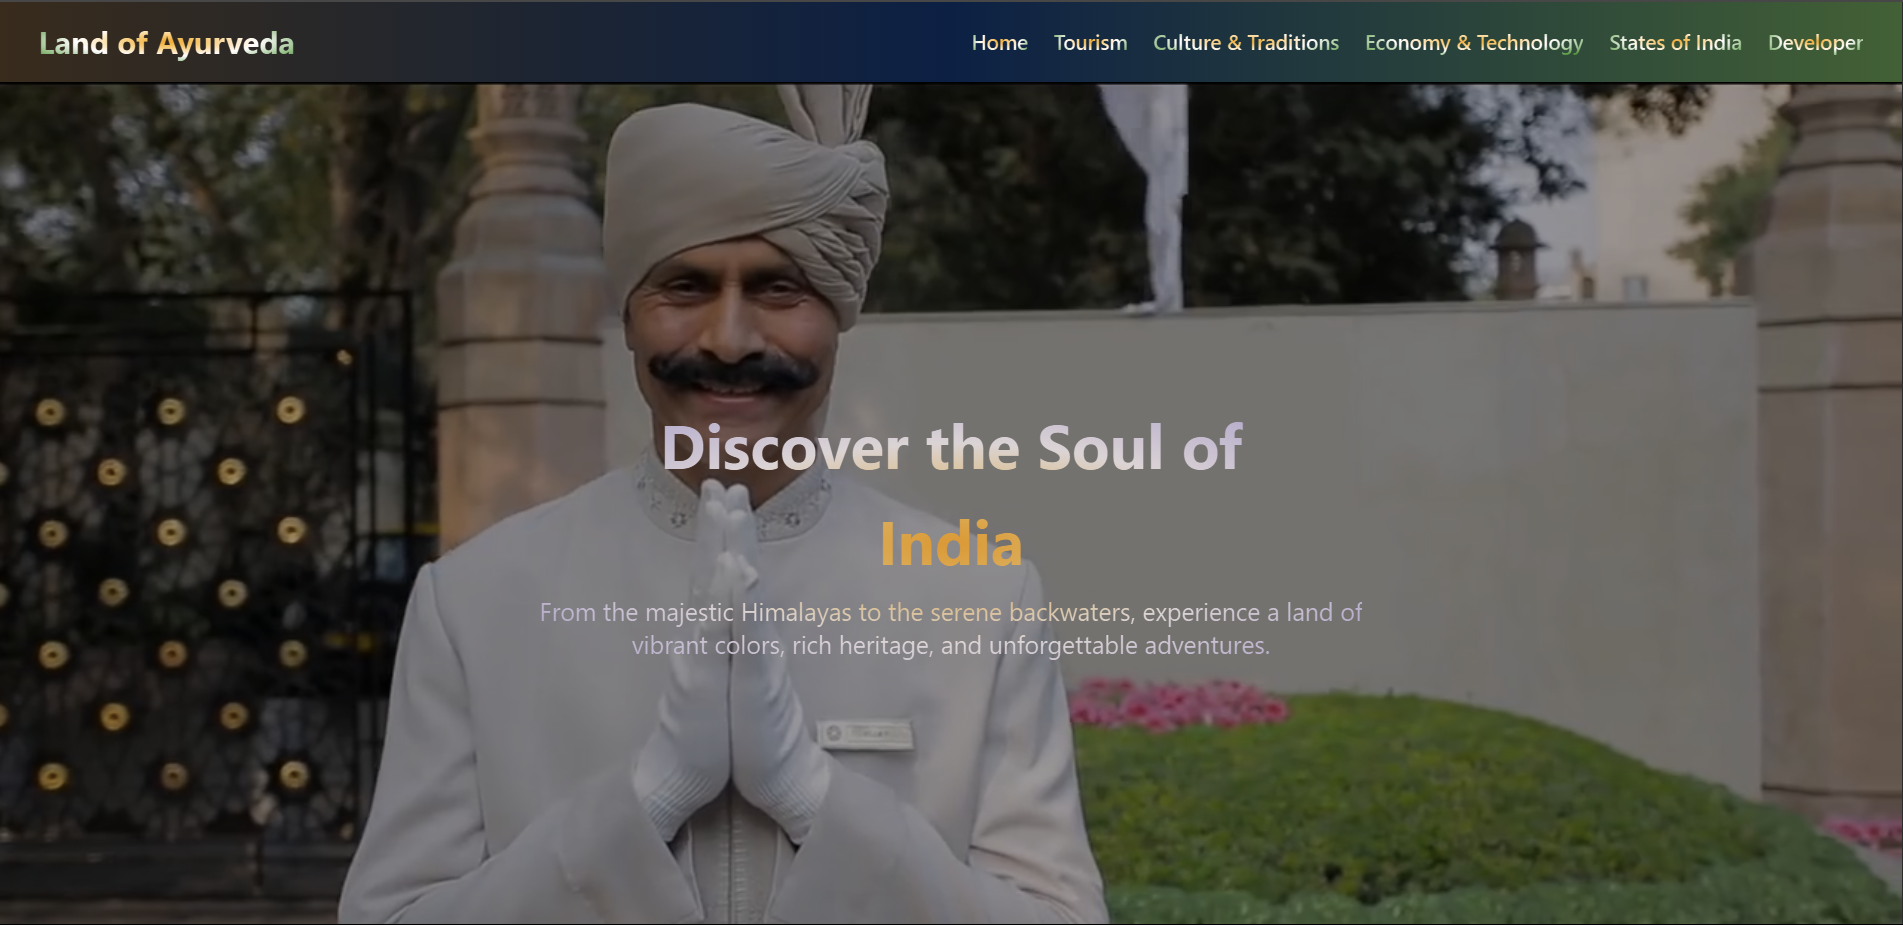 Land of Ayurveda
Home Tourism Culture & Traditions Economy & Technology States of India Developer
Discover the Soul of
India
From the majestic Himalayas to the serene backwaters, experience a land of
vibrant colors, rich heritage, and unforgettable adventures.